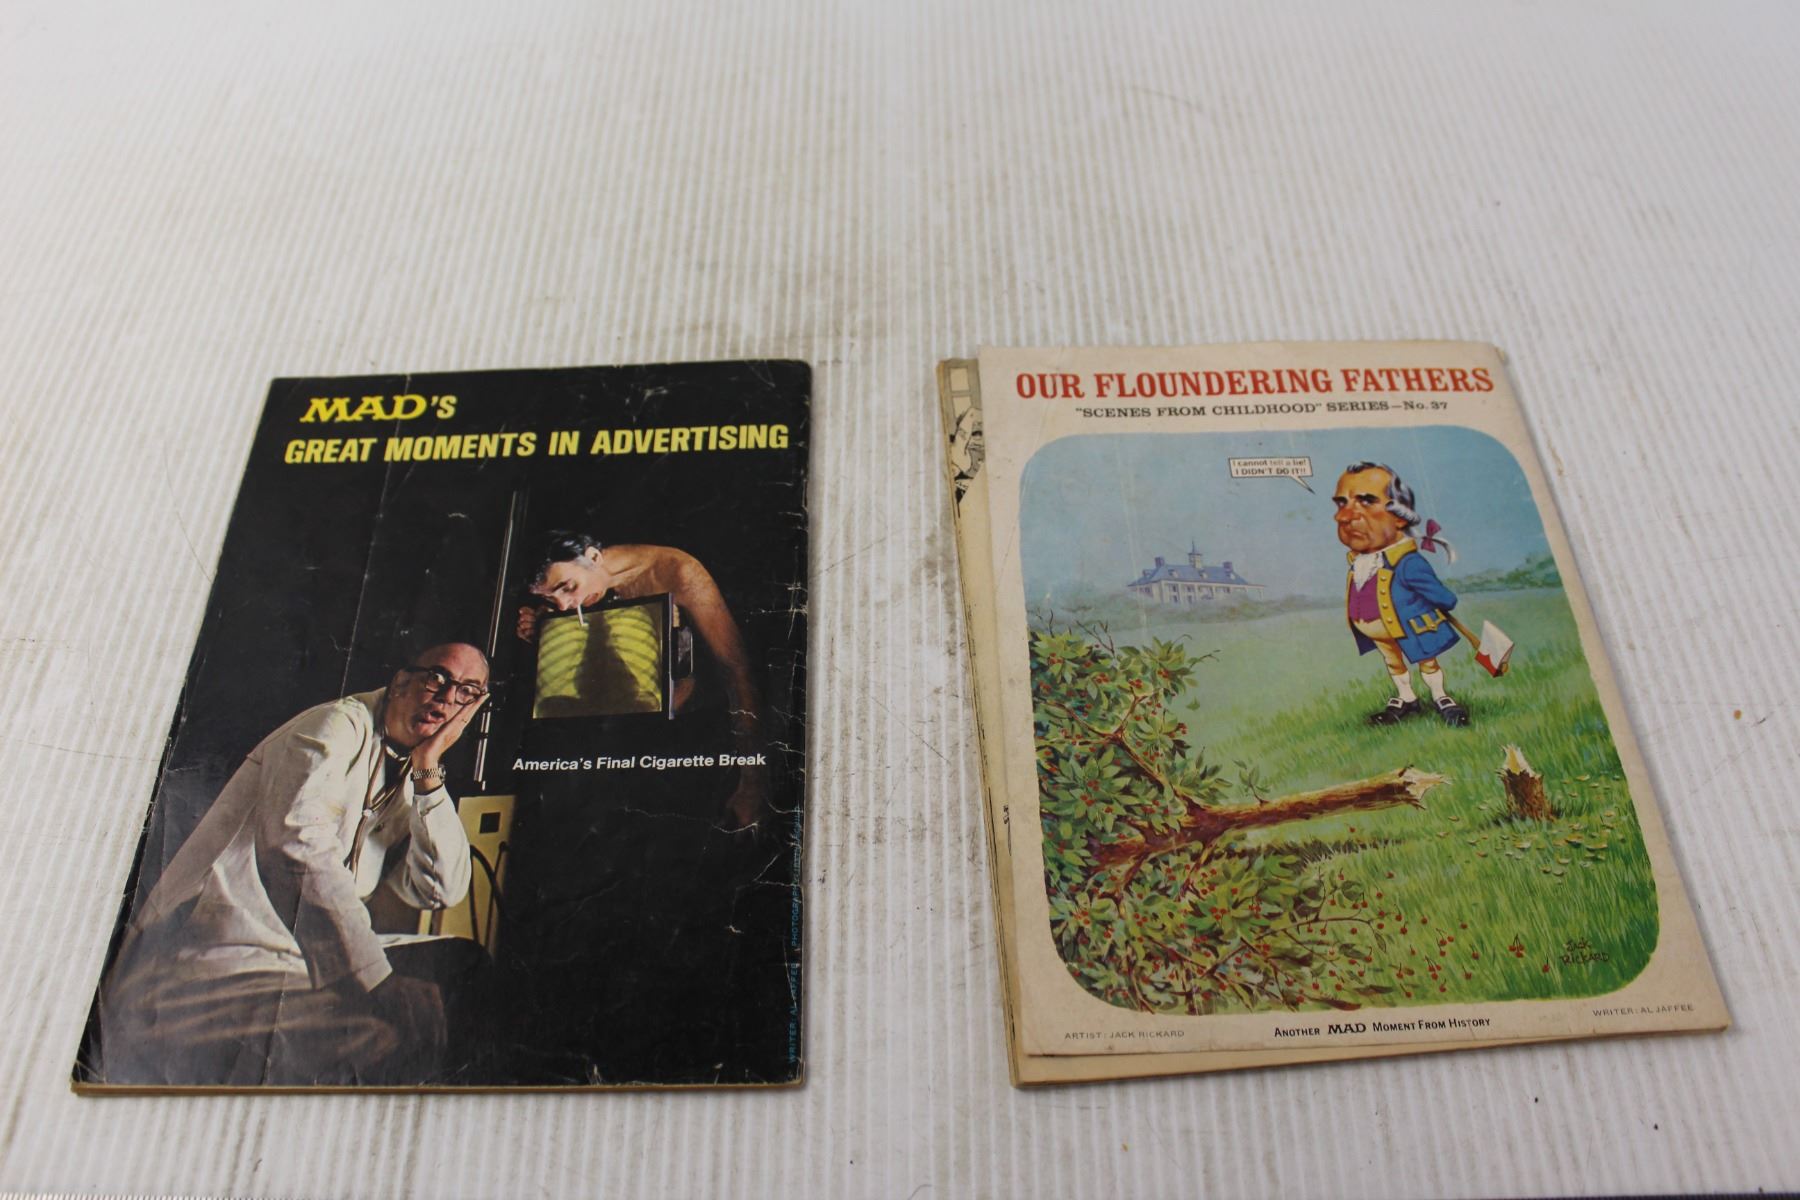 MAD'S
GREAT MOMENTS IN ADVERTISING
America's Final Cigarette Break
WRITER: AL JAFFEE PHOTOGRAPHY:
OUR FLOUNDERING FATHERS
"SCENES FROM CHILDHOOD" SERIES—No. 37
I cannot tell a lie!
I DIDN'T DO IT!!
JACK
RICKARD
ARTIST: JACK RICKARD
ANOTHER MAD MOMENT FROM HISTORY
WRITER: AL JAFFEE